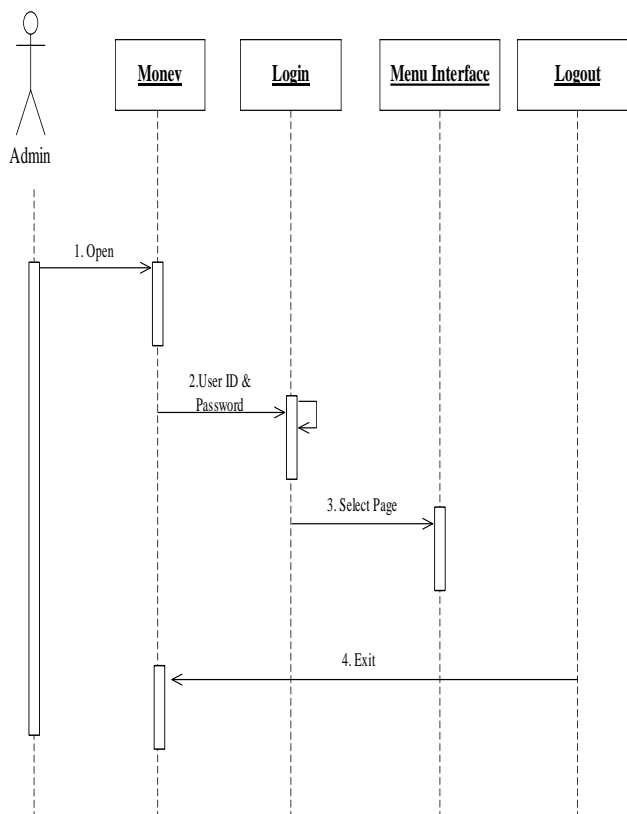 Monev
Login
Menu Interface
Logout
Admin
1. Open
2.User ID &
Password
3. Select Page
4. Exit